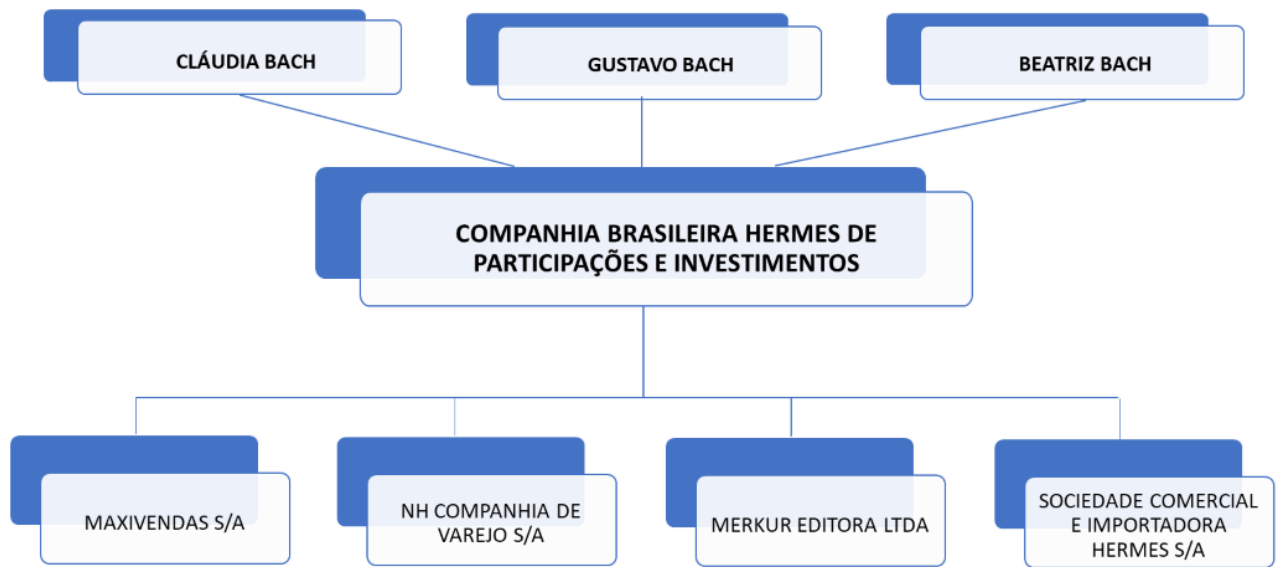 CLÁUDIA BACH
GUSTAVO BACH
BEATRIZ BACH
COMPANHIA BRASILEIRA HERMES DE
PARTICIPAÇÕES E INVESTIMENTOS
MAXIVENDAS S/A
NH COMPANHIA DE
VAREJO S/A
MERKUR EDITORA LTDA
SOCIEDADE COMERCIAL
E IMPORTADORA
HERMES S/A